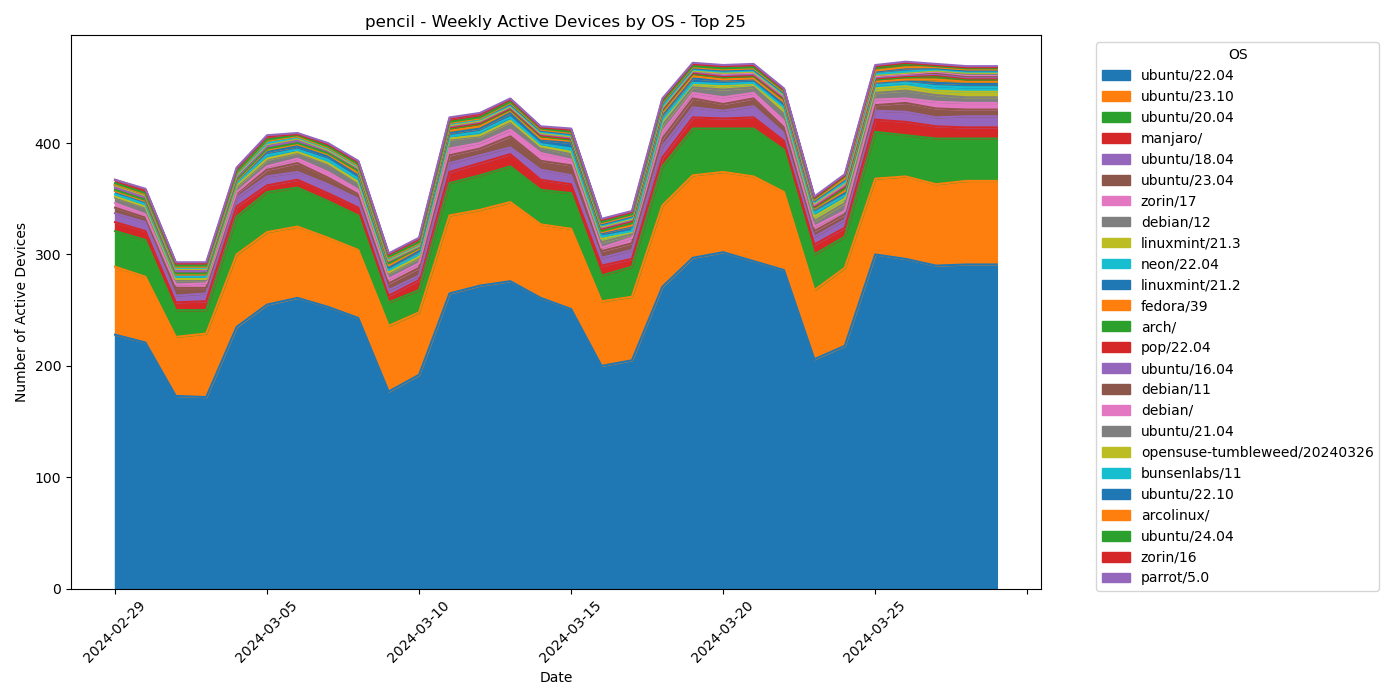 pencil - Weekly Active Devices by OS - Top 25
Number of Active Devices
400
300
200
100
0
2024-02-29
2024-03-05
2024-03-10
2024-03-15
2024-03-20
2024-03-25
Date
OS
ubuntu/22.04
ubuntu/23.10
ubuntu/20.04
manjaro/
ubuntu/18.04
ubuntu/23.04
zorin/17
debian/12
linuxmint/21.3
neon/22.04
linuxmint/21.2
fedora/39
arch/
pop/22.04
ubuntu/16.04
debian/11
debian/
ubuntu/21.04
opensuse-tumbleweed/20240326
bunsenlabs/11
ubuntu/22.10
arcolinux/
ubuntu/24.04
zorin/16
parrot/5.0